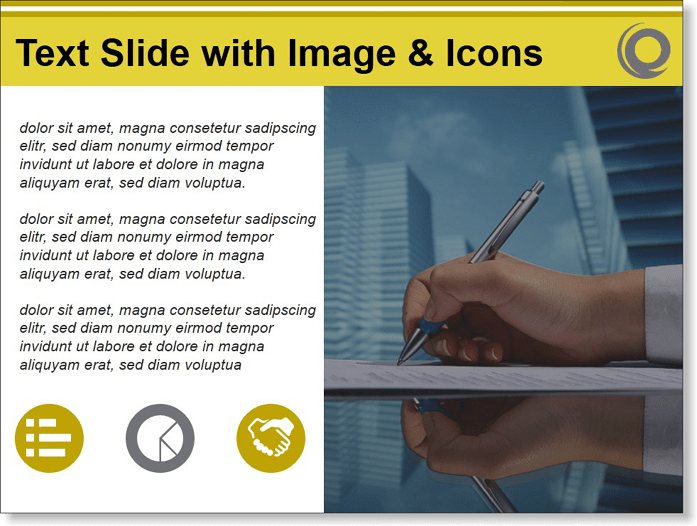 Text Slide with Image & Icons
dolor sit amet, magna consetetur sadipscing
elitr, sed diam nonumy eirmod tempor
invidunt ut labore et dolore in magna
aliquyam erat, sed diam voluptua.
dolor sit amet, magna consetetur sadipscing
elitr, sed diam nonumy eirmod tempor
invidunt ut labore et dolore in magna
aliquyam erat, sed diam voluptua.
dolor sit amet, magna consetetur sadipscing
elitr, sed diam nonumy eirmod tempor
invidunt ut labore et dolore in magna
aliquyam erat, sed diam voluptua